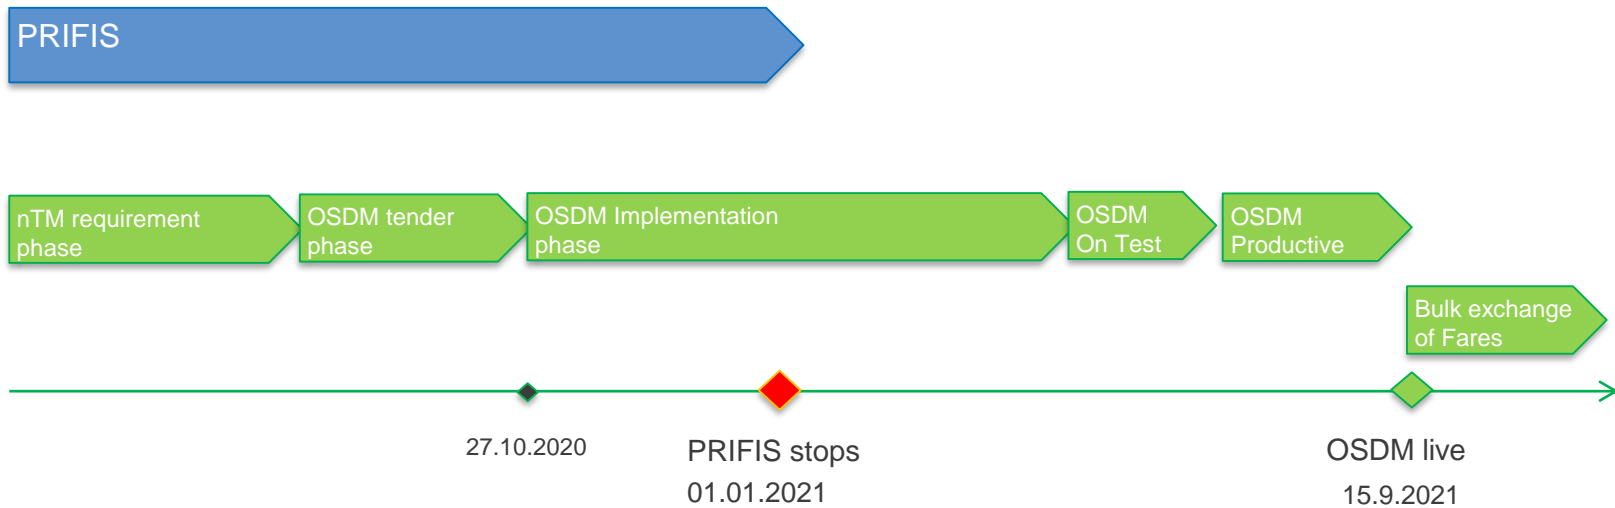 PRIFIS
nTM requirement
phase
OSDM tender
phase
OSDM Implementation
phase
OSDM
On Test
OSDM
Productive
Bulk exchange
of Fares
27.10.2020
PRIFIS stops
01.01.2021
OSDM live
15.9.2021